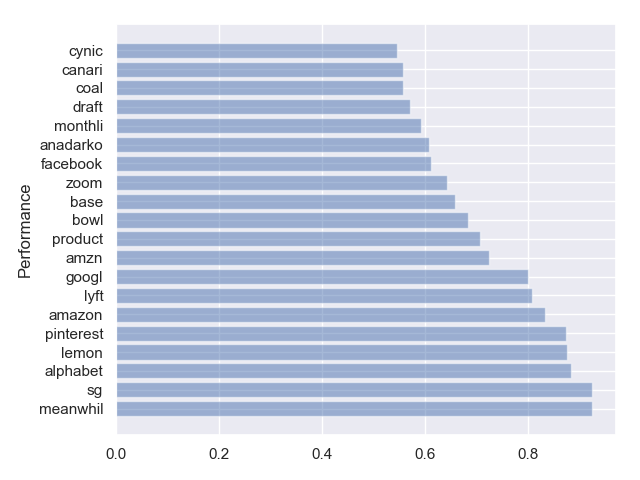 cynic
canari
coal
draft
monthli
anadarko
facebook
zoom
base
bowl
product
amzn
googl
lyft
amazon
pinterest
lemon
alphabet
sg
meanwhil
Performance
0.0 0.2 0.4 0.6 0.8